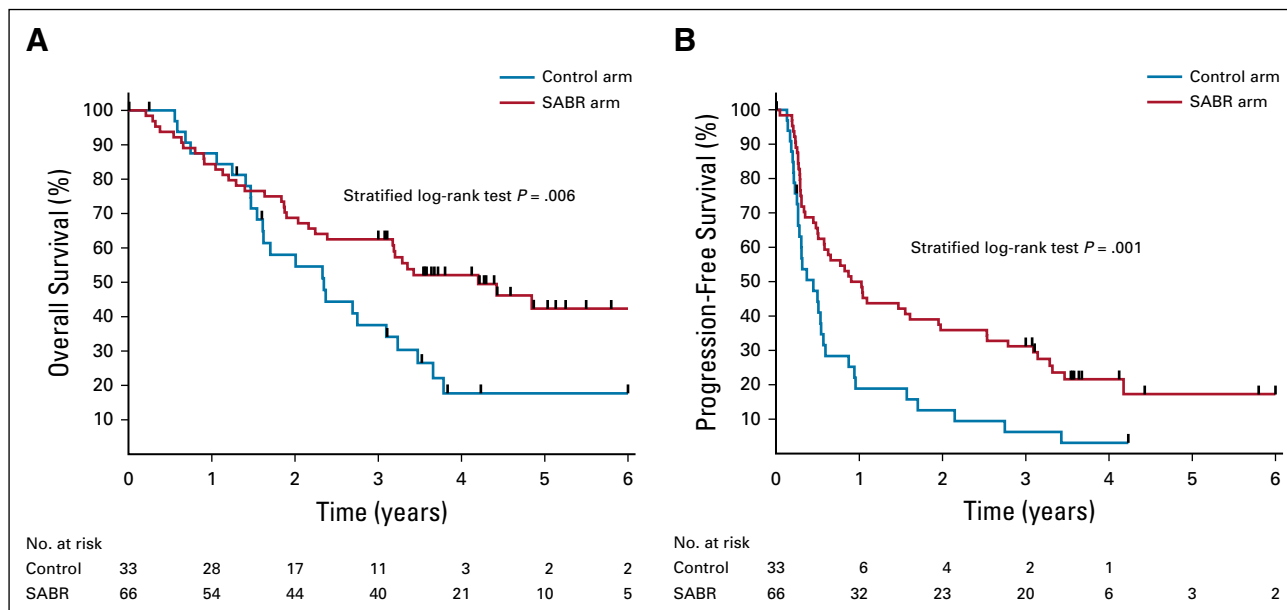 A
Control arm
SABR arm
Overall Survival (%)
100
90
80
70
60
50
40
30
20
10
Stratified log-rank test P = .006
0 1 2 3 4 5 6
Time (years)
No. at risk
Control 33 28 17 11 3 2 2
SABR 66 54 44 40 21 10 5
B
Control arm
SABR arm
Progression-Free Survival (%)
100
90
80
70
60
50
40
30
20
10
Stratified log-rank test P = .001
0 1 2 3 4 5 6
Time (years)
No. at risk
Control 33 6 4 2 1
SABR 66 32 23 20 6 3 2